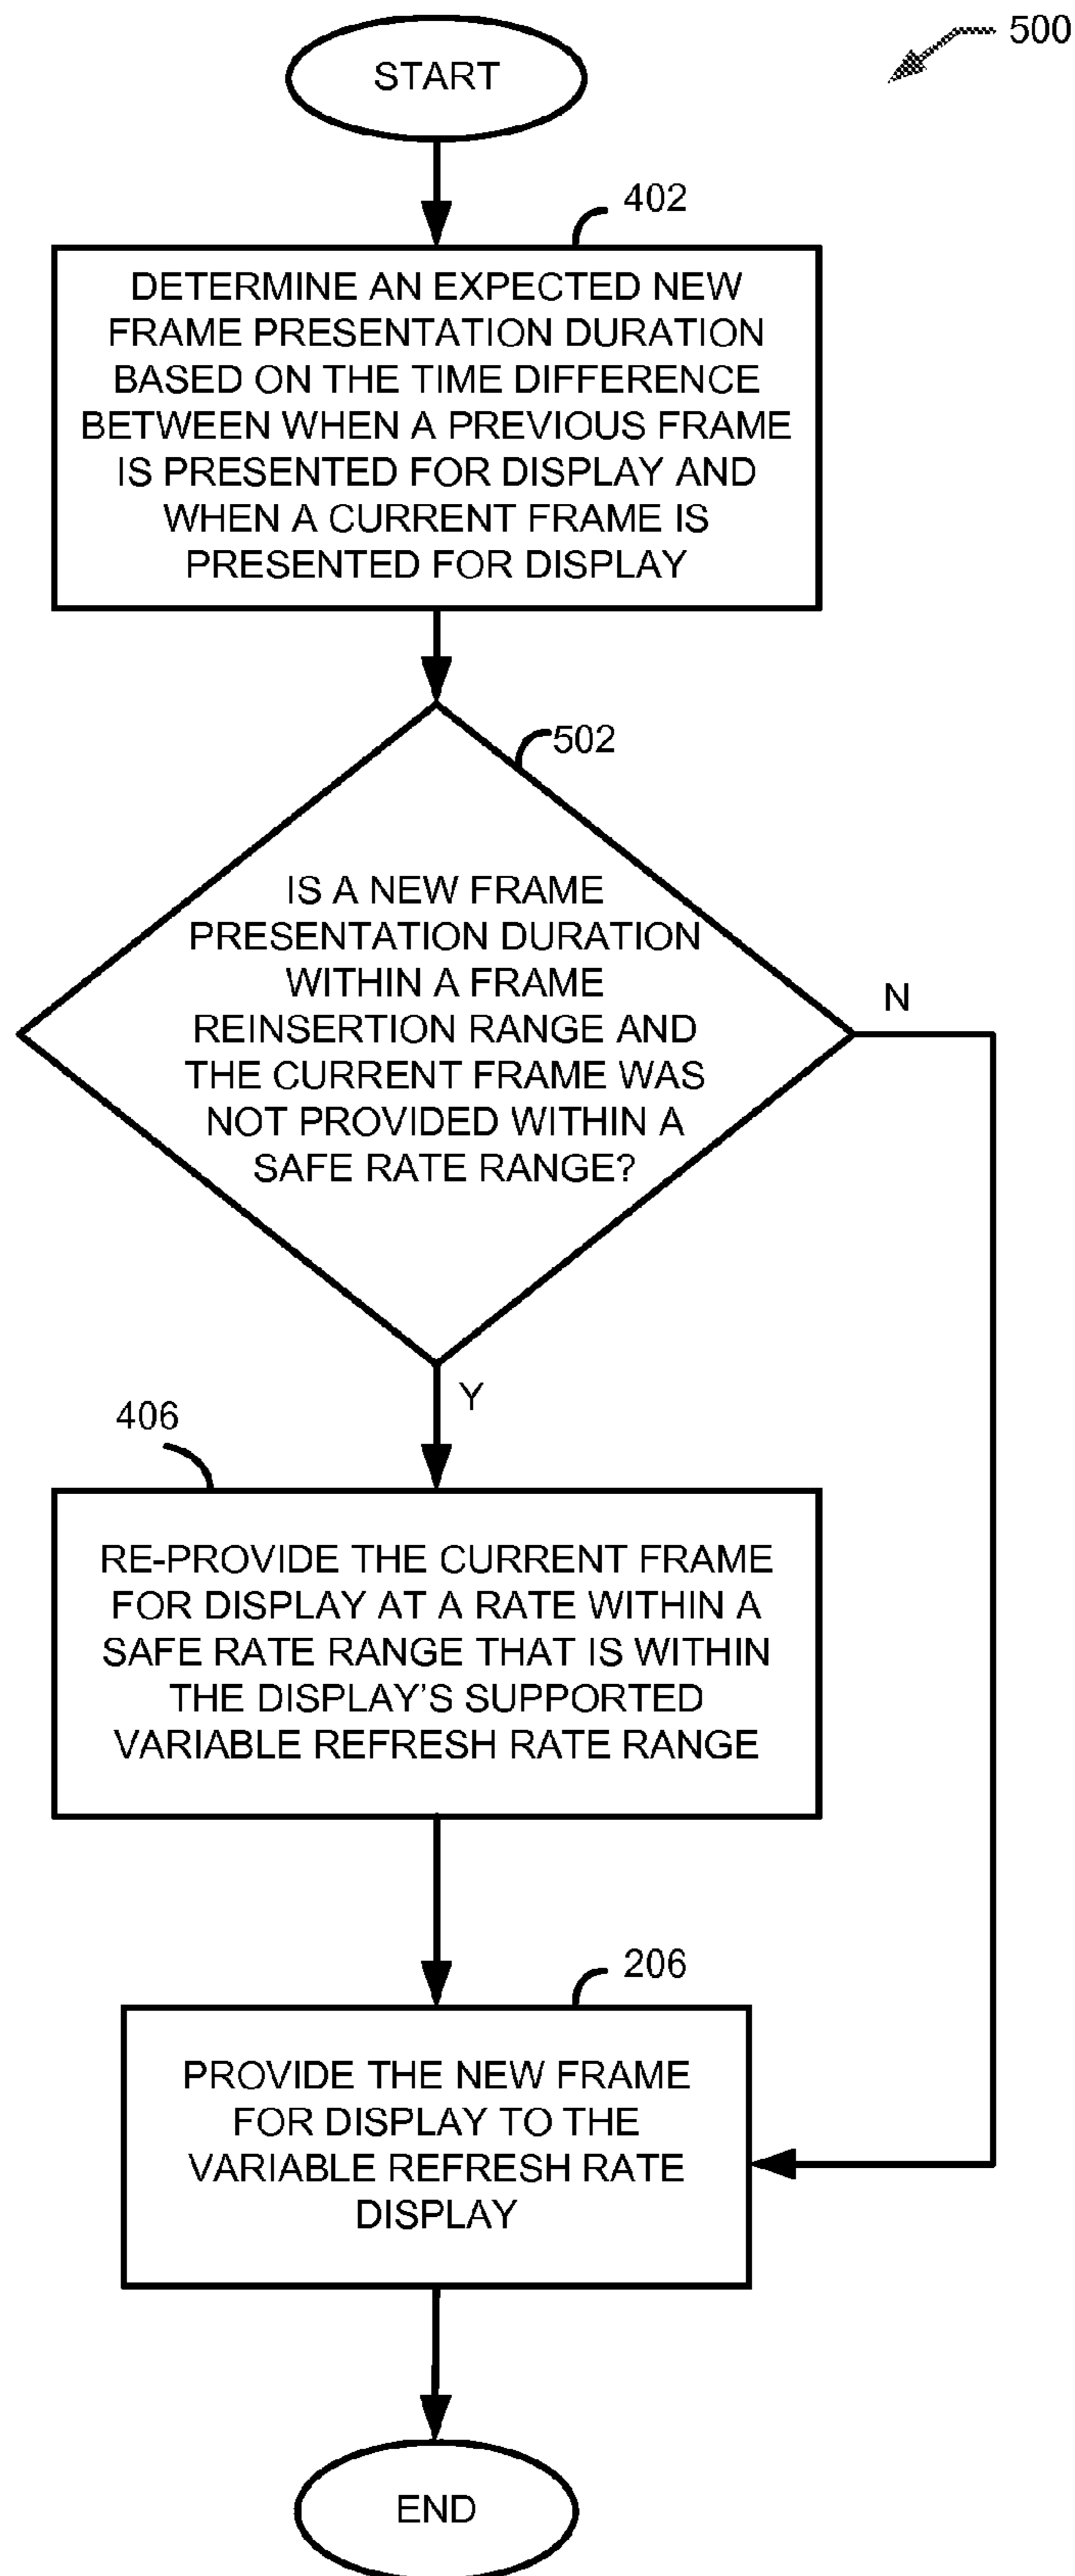 500
START
402
DETERMINE AN EXPECTED NEW
FRAME PRESENTATION DURATION
BASED ON THE TIME DIFFERENCE
BETWEEN WHEN A PREVIOUS FRAME
IS PRESENTED FOR DISPLAY AND
WHEN A CURRENT FRAME IS
PRESENTED FOR DISPLAY
502
IS A NEW FRAME
PRESENTATION DURATION
WITHIN A FRAME
REINSERTION RANGE AND
THE CURRENT FRAME WAS
NOT PROVIDED WITHIN A
SAFE RATE RANGE?
N
Y
406
RE-PROVIDE THE CURRENT FRAME
FOR DISPLAY AT A RATE WITHIN A
SAFE RATE RANGE THAT IS WITHIN
THE DISPLAY'S SUPPORTED
VARIABLE REFRESH RATE RANGE
206
PROVIDE THE NEW FRAME
FOR DISPLAY TO THE
VARIABLE REFRESH RATE
DISPLAY
END